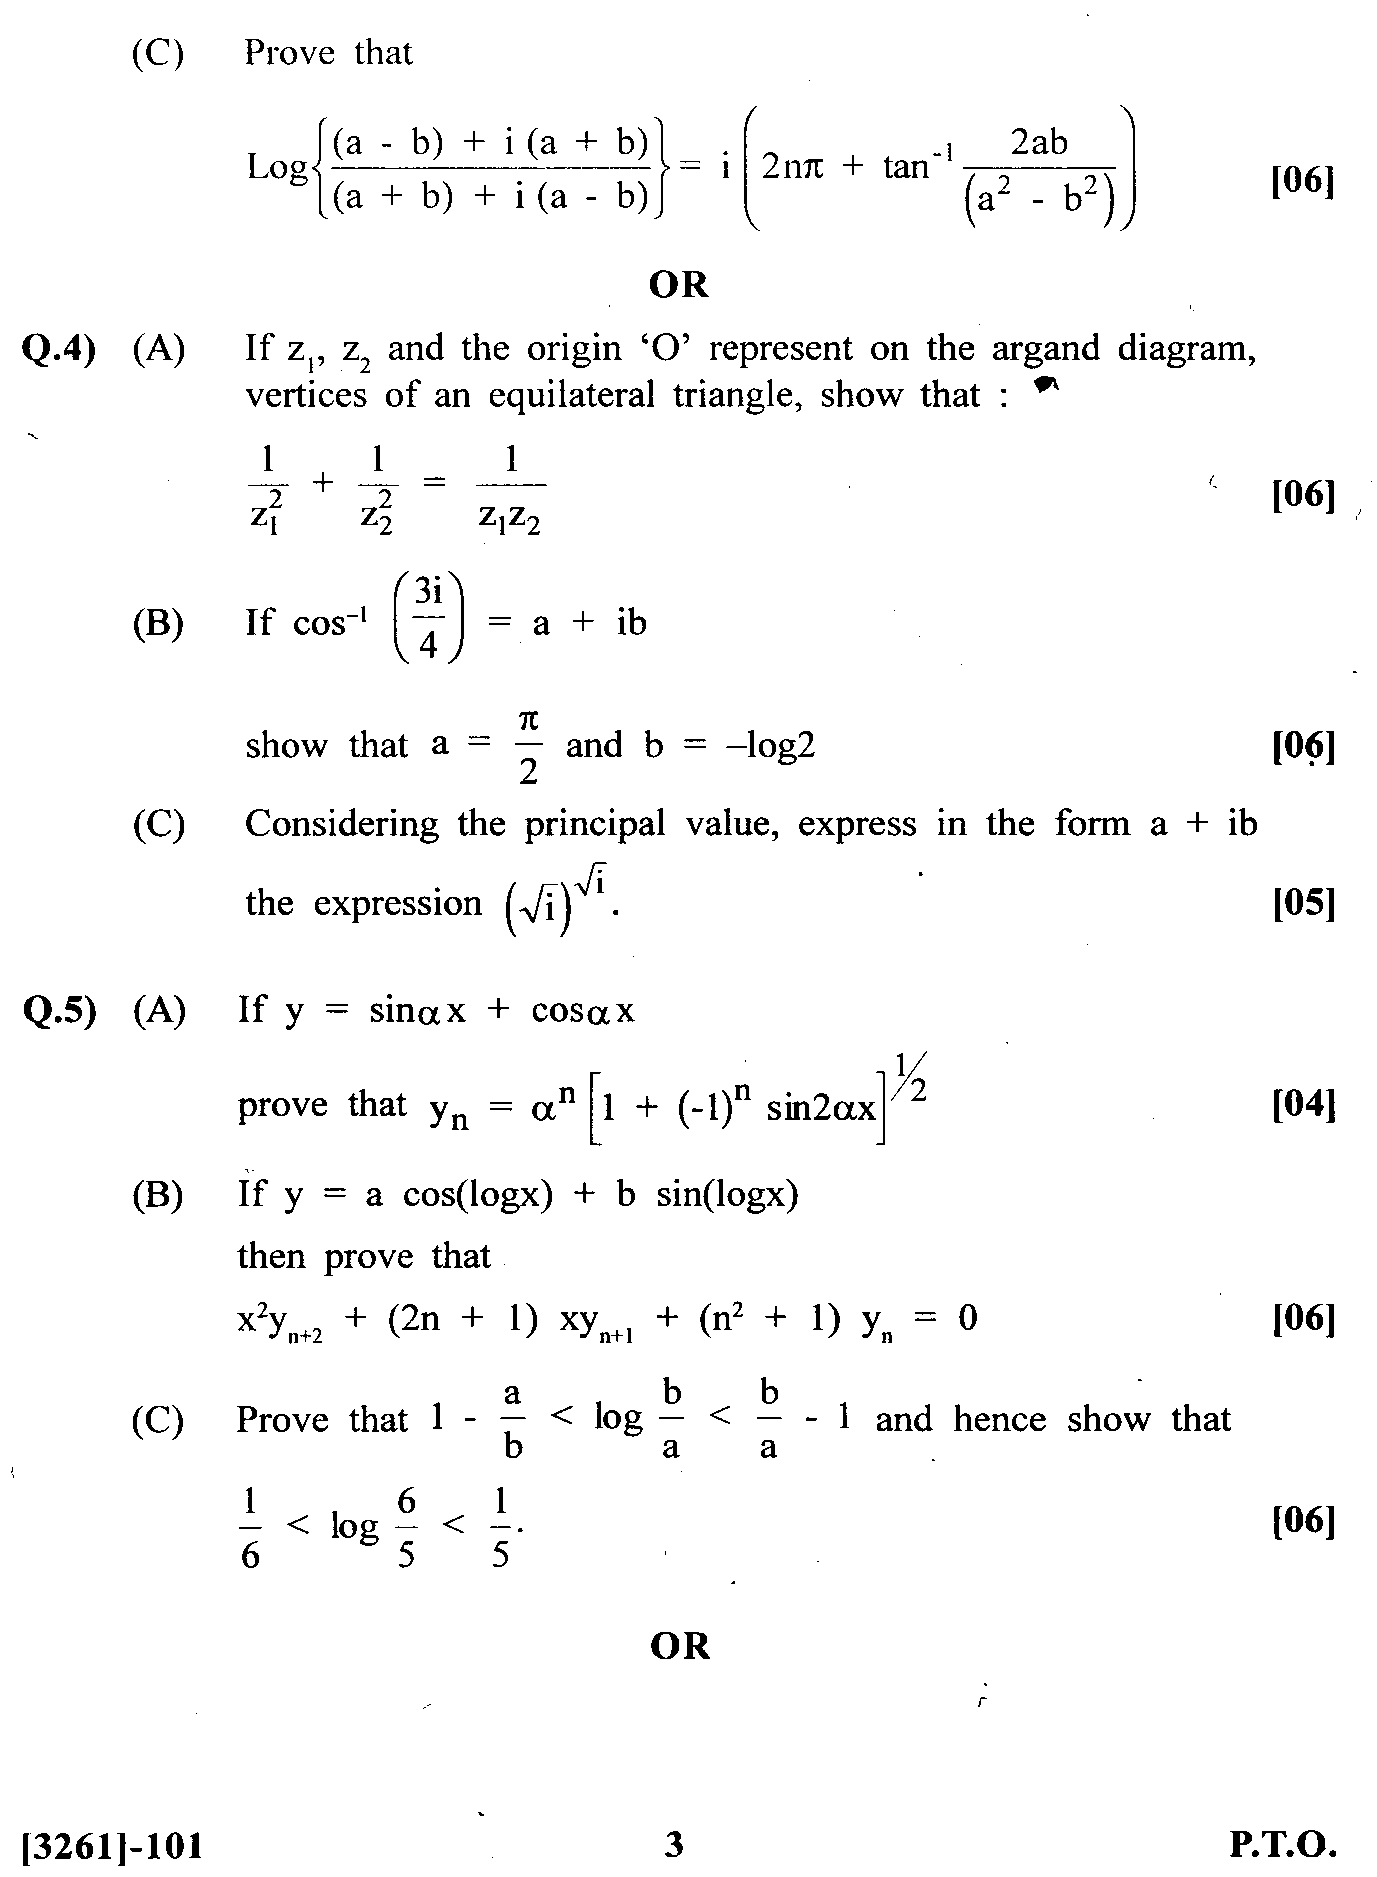 (C) Prove that
Log{((a - b) + i (a + b))/((a + b) + i (a - b))} = i (2nπ + tan⁻¹ 2ab/(a² - b²)) [06]
OR
Q.4) (A) If z₁, z₂ and the origin ‘O’ represent on the argand diagram,
vertices of an equilateral triangle, show that :
1/z₁² + 1/z₂² = 1/z₁z₂ [06]
(B) If cos⁻¹ (3i/4) = a + ib
show that a = π/2 and b = –log2 [06]
(C) Considering the principal value, express in the form a + ib
the expression (√i)^√i. [05]
Q.5) (A) If y = sinαx + cosαx
prove that yₙ = αⁿ [1 + (-1)ⁿ sin2αx]^1/2 [04]
(B) If y = a cos(logx) + b sin(logx)
then prove that
x²yₙ₊₂ + (2n + 1) xyₙ₊₁ + (n² + 1) yₙ = 0 [06]
(C) Prove that 1 - a/b < log b/a < b/a - 1 and hence show that
1/6 < log 6/5 < 1/5. [06]
OR
[3261]-101 3 P.T.O.